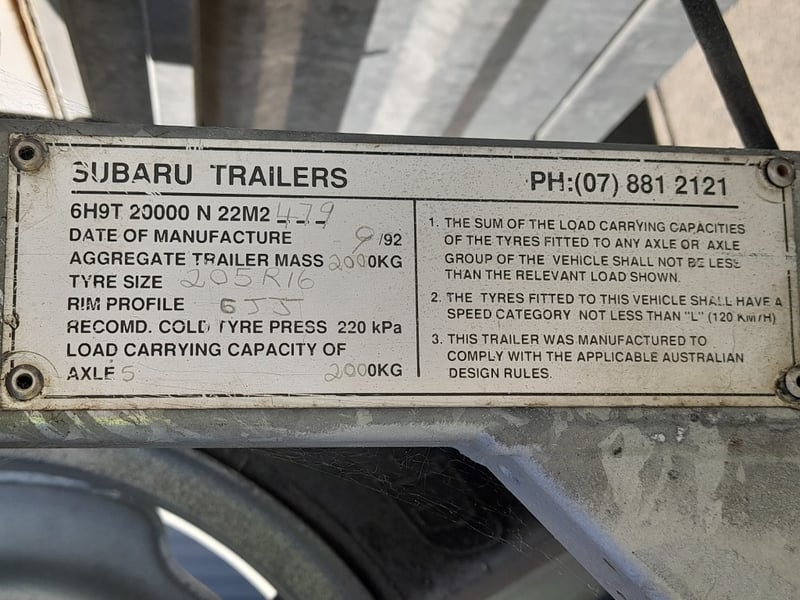 SUBARU TRAILERS
PH:(07) 881 2121
6H9T 20000 N 22M2 479
DATE OF MANUFACTURE 9/92
AGGREGATE TRAILER MASS 2000KG
TYRE SIZE 205R16
RIM PROFILE 6JJ
RECOMD. COLD TYRE PRESS 220 kPa
LOAD CARRYING CAPACITY OF
AXLE S 2000KG
1. THE SUM OF THE LOAD CARRYING CAPACITIES
OF THE TYRES FITTED TO ANY AXLE OR AXLE
GROUP OF THE VEHICLE SHALL NOT BE LESS
THAN THE RELEVANT LOAD SHOWN.
2. THE TYRES FITTED TO THIS VEHICLE SHALL HAVE A
SPEED CATEGORY NOT LESS THAN "L" (120 KM/H)
3. THIS TRAILER WAS MANUFACTURED TO
COMPLY WITH THE APPLICABLE AUSTRALIAN
DESIGN RULES.